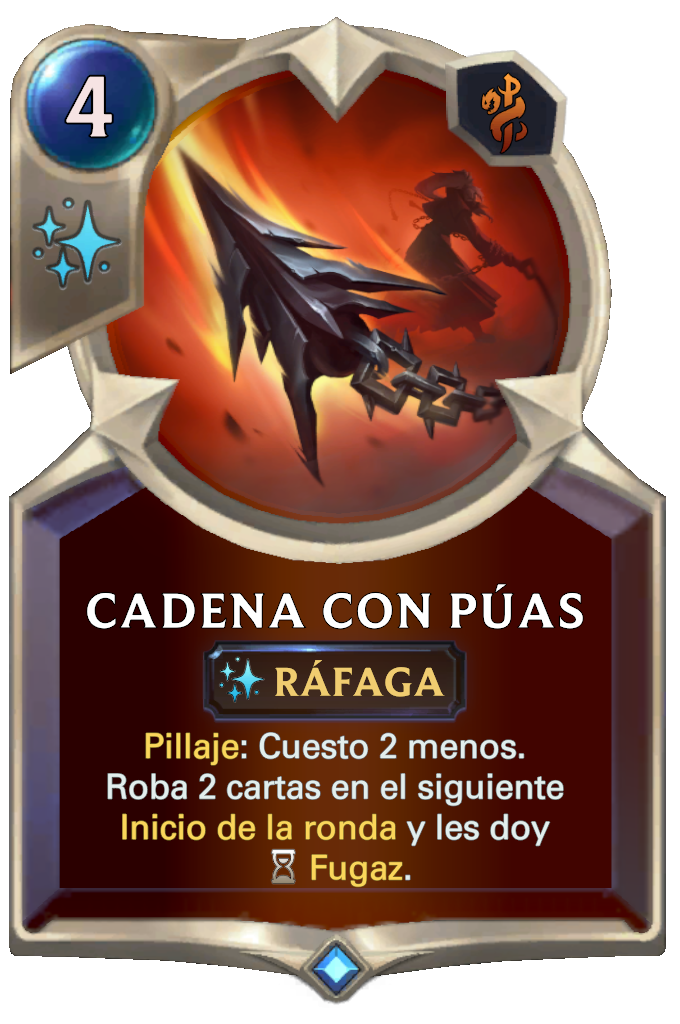 4
CADENA CON PÚAS
RÁFAGA
Pillaje: Cuesto 2 menos.
Roba 2 cartas en el siguiente
Inicio de la ronda y les doy
Fugaz.